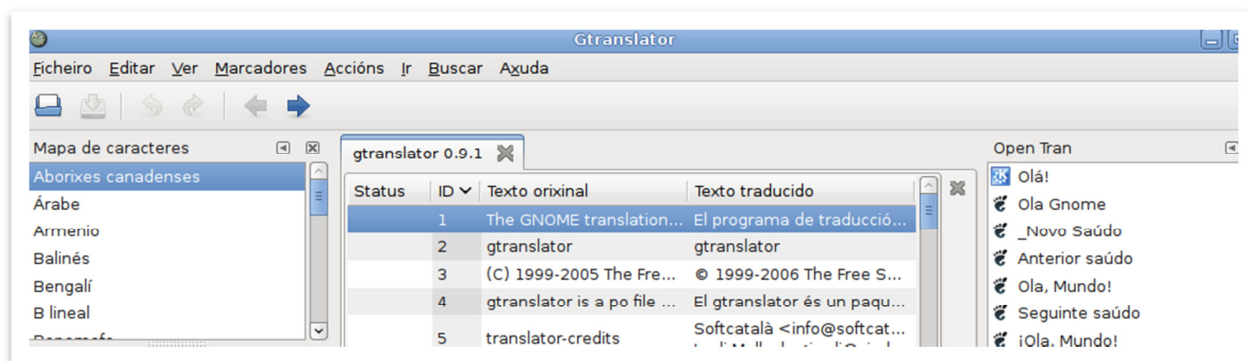 Gtranslator
Ficheiro Editar Ver Marcadores Accións Ir Buscar Axuda
Mapa de caracteres
Aborixes canadenses
Árabe
Armenio
Balinés
Bengalí
B lineal
gtranslator 0.9.1
Status ID Texto orixinal Texto traducido
1 The GNOME translation... El programa de traducció...
2 gtranslator gtranslator
3 (C) 1999-2005 The Fre... © 1999-2006 The Free S...
4 gtranslator is a po file ... El gtranslator és un paqu...
5 translator-credits Softcatalà <info@softcat...
Open Tran
Olá!
Ola Gnome
_Novo Saúdo
Anterior saúdo
Ola, Mundo!
Seguinte saúdo
¡Ola, Mundo!